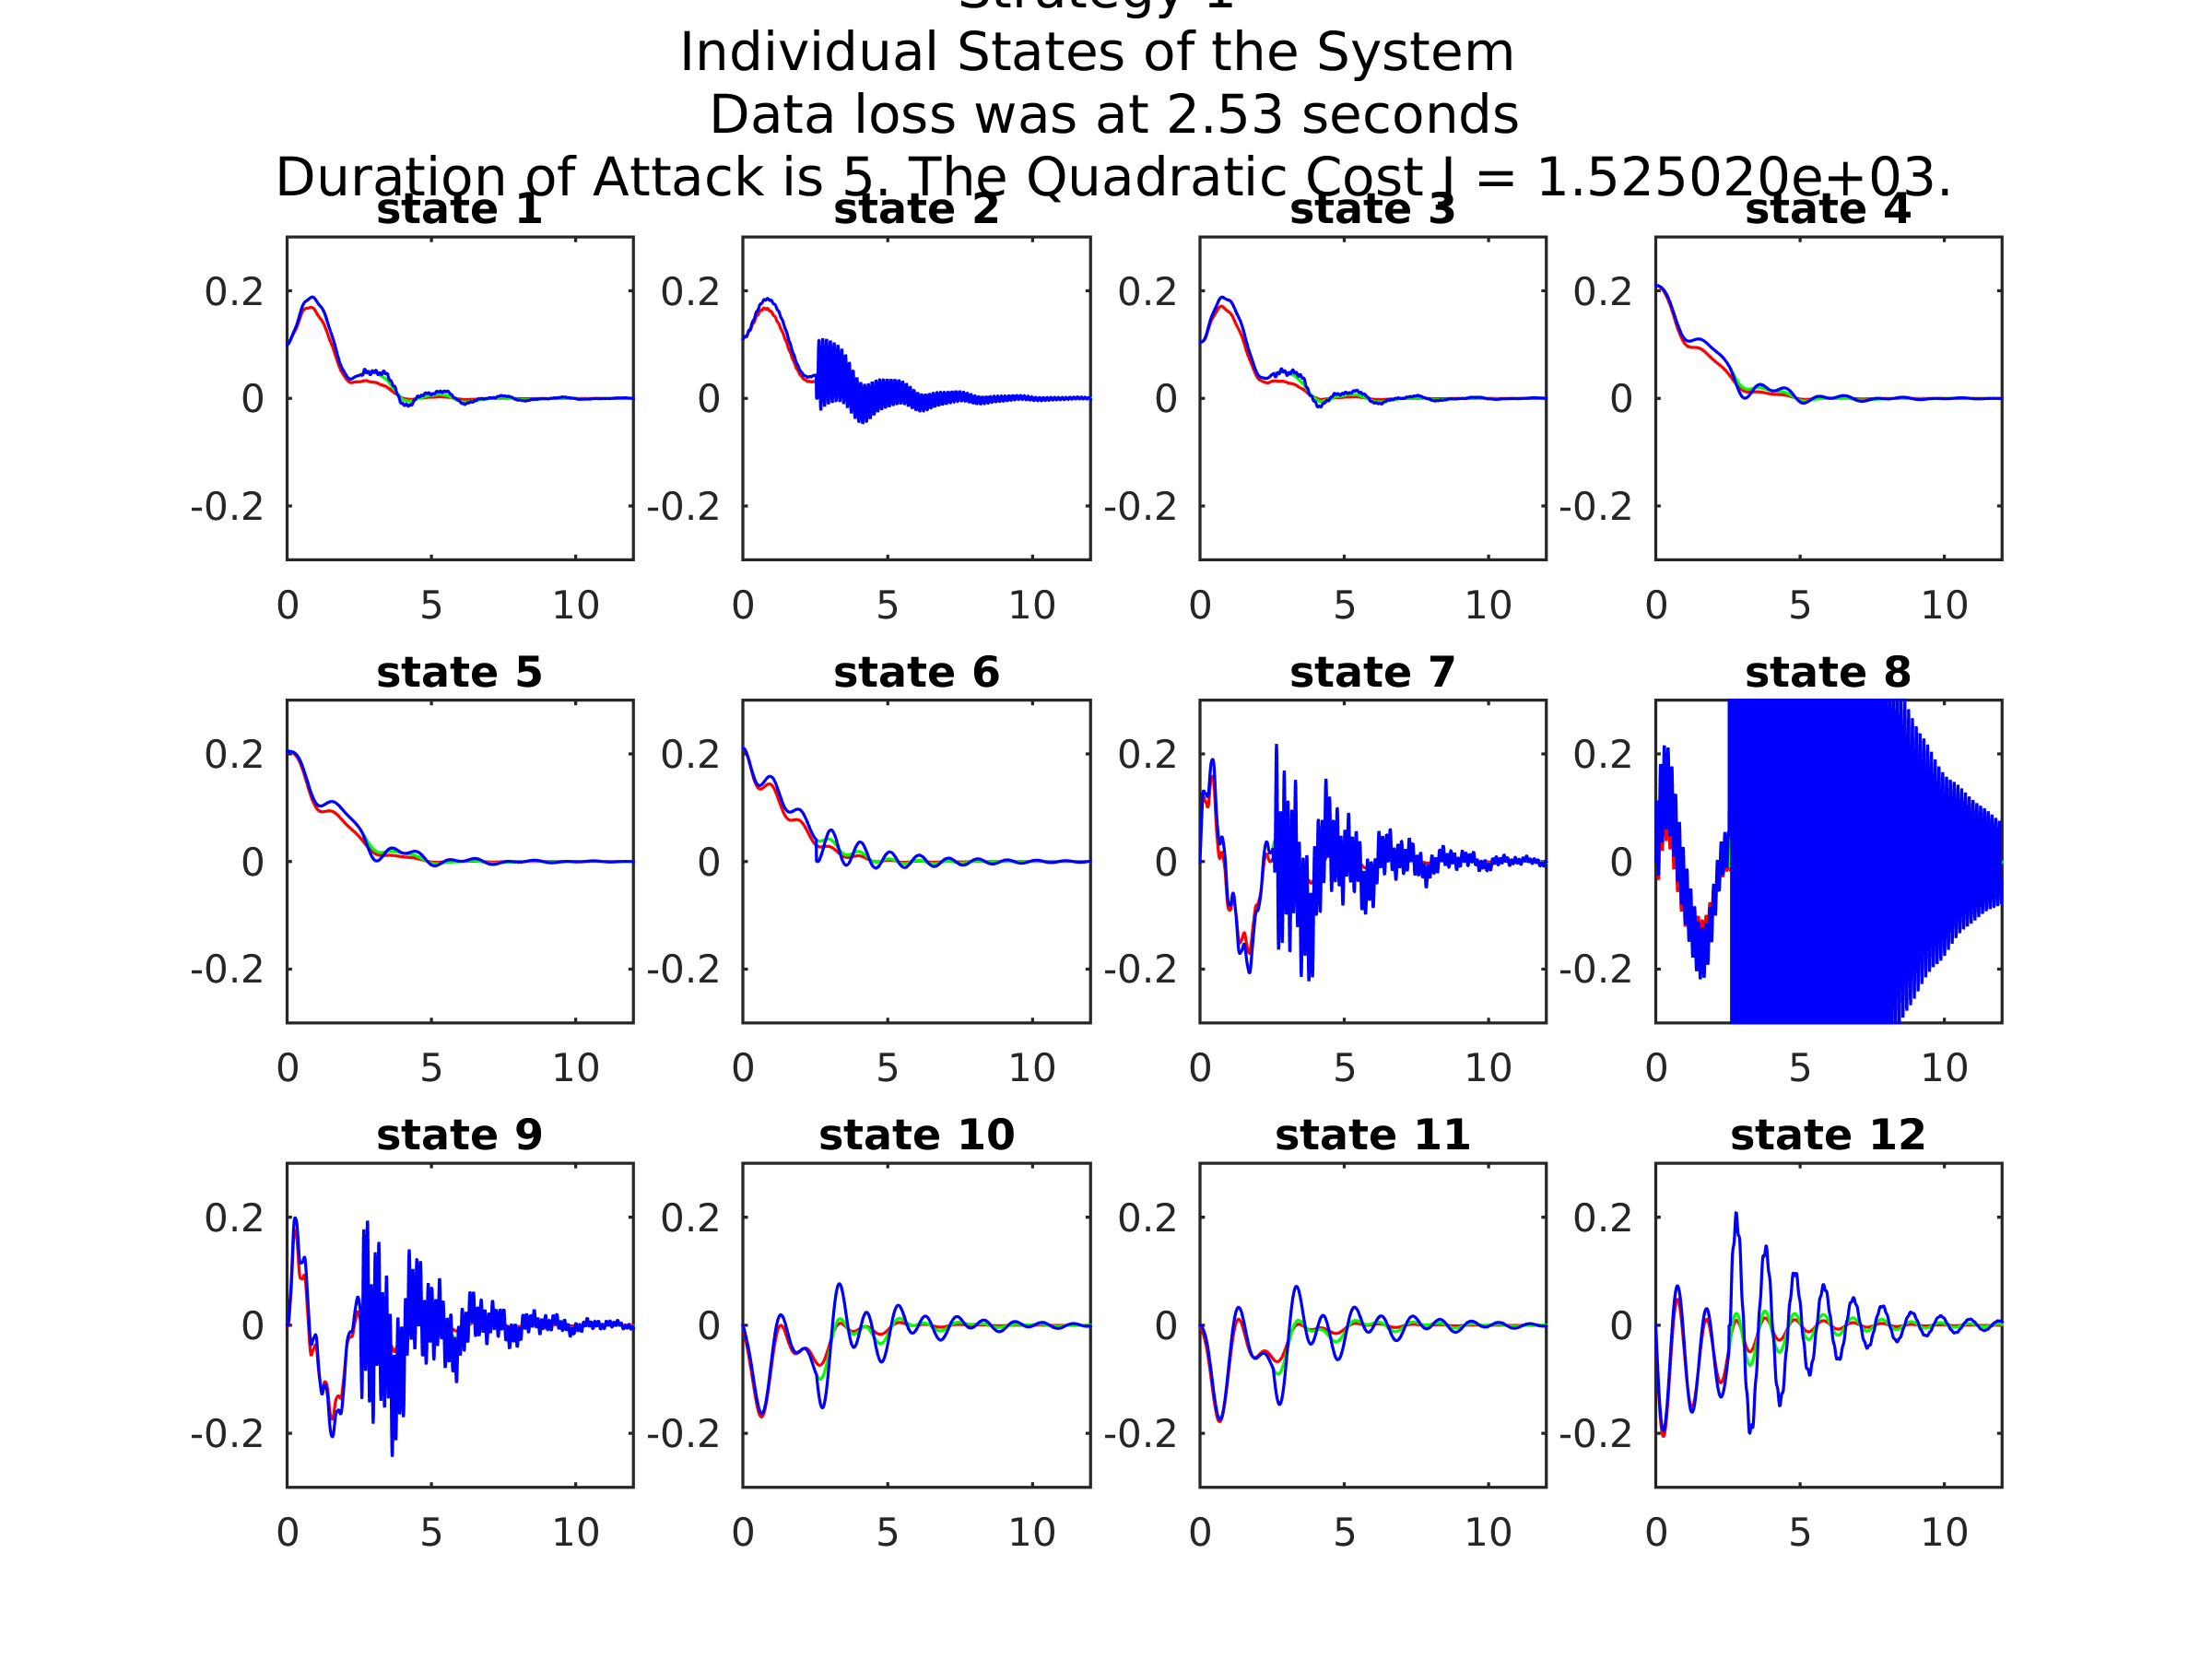 Strategy 1
Individual States of the System
Data loss was at 2.53 seconds
Duration of Attack is 5. The Quadratic Cost J = 1.525020e+03.
state 1 state 2 state 3 state 4
0.2 0.2 0.2 0.2
0 0 0 0
-0.2 -0.2 -0.2 -0.2
0 5 10 0 5 10 0 5 10 0 5 10
state 5 state 6 state 7 state 8
0.2 0.2 0.2 0.2
0 0 0 0
-0.2 -0.2 -0.2 -0.2
0 5 10 0 5 10 0 5 10 0 5 10
state 9 state 10 state 11 state 12
0.2 0.2 0.2 0.2
0 0 0 0
-0.2 -0.2 -0.2 -0.2
0 5 10 0 5 10 0 5 10 0 5 10